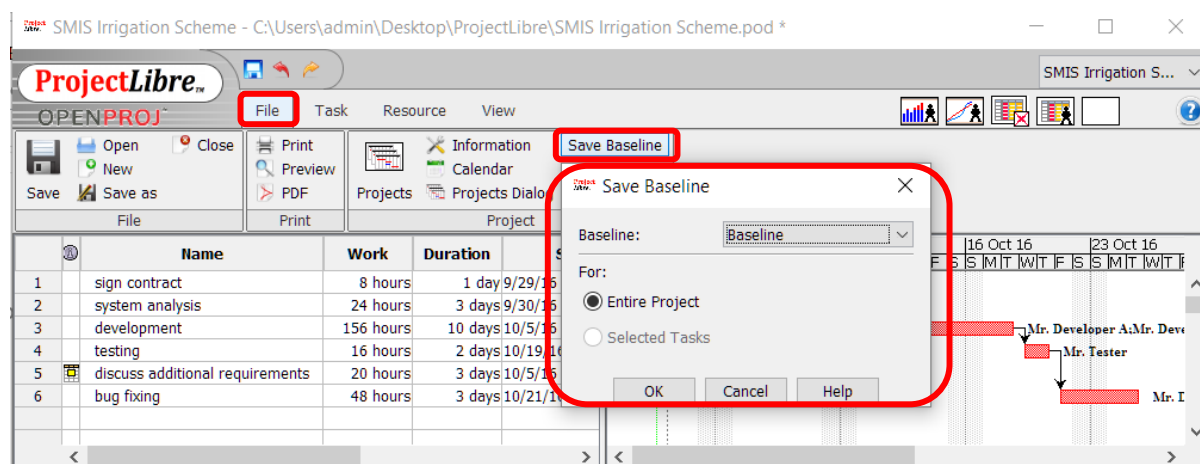 SMIS Irrigation Scheme - C:\Users\admin\Desktop\ProjectLibre\SMIS Irrigation Scheme.pod *
ProjectLibre™
OPENPROJ
SMIS Irrigation S...
File Task Resource View
Save
Open
New
Save as
Close
Print
Preview
PDF
Projects
Information
Calendar
Projects Dialog
Save Baseline
File Print Project
Save Baseline
Baseline: Baseline
For:
Entire Project
Selected Tasks
OK Cancel Help
Name Work Duration S
1 sign contract 8 hours 1 day 9/29/16
2 system analysis 24 hours 3 days 9/30/16
3 development 156 hours 10 days 10/5/16
4 testing 16 hours 2 days 10/19/16
5 discuss additional requirements 20 hours 3 days 10/5/16
6 bug fixing 48 hours 3 days 10/21/1
16 Oct 16 23 Oct 16
F S S M T W T F S S M T W T F
Mr. Developer A;Mr. Deve
Mr. Tester
Mr. D